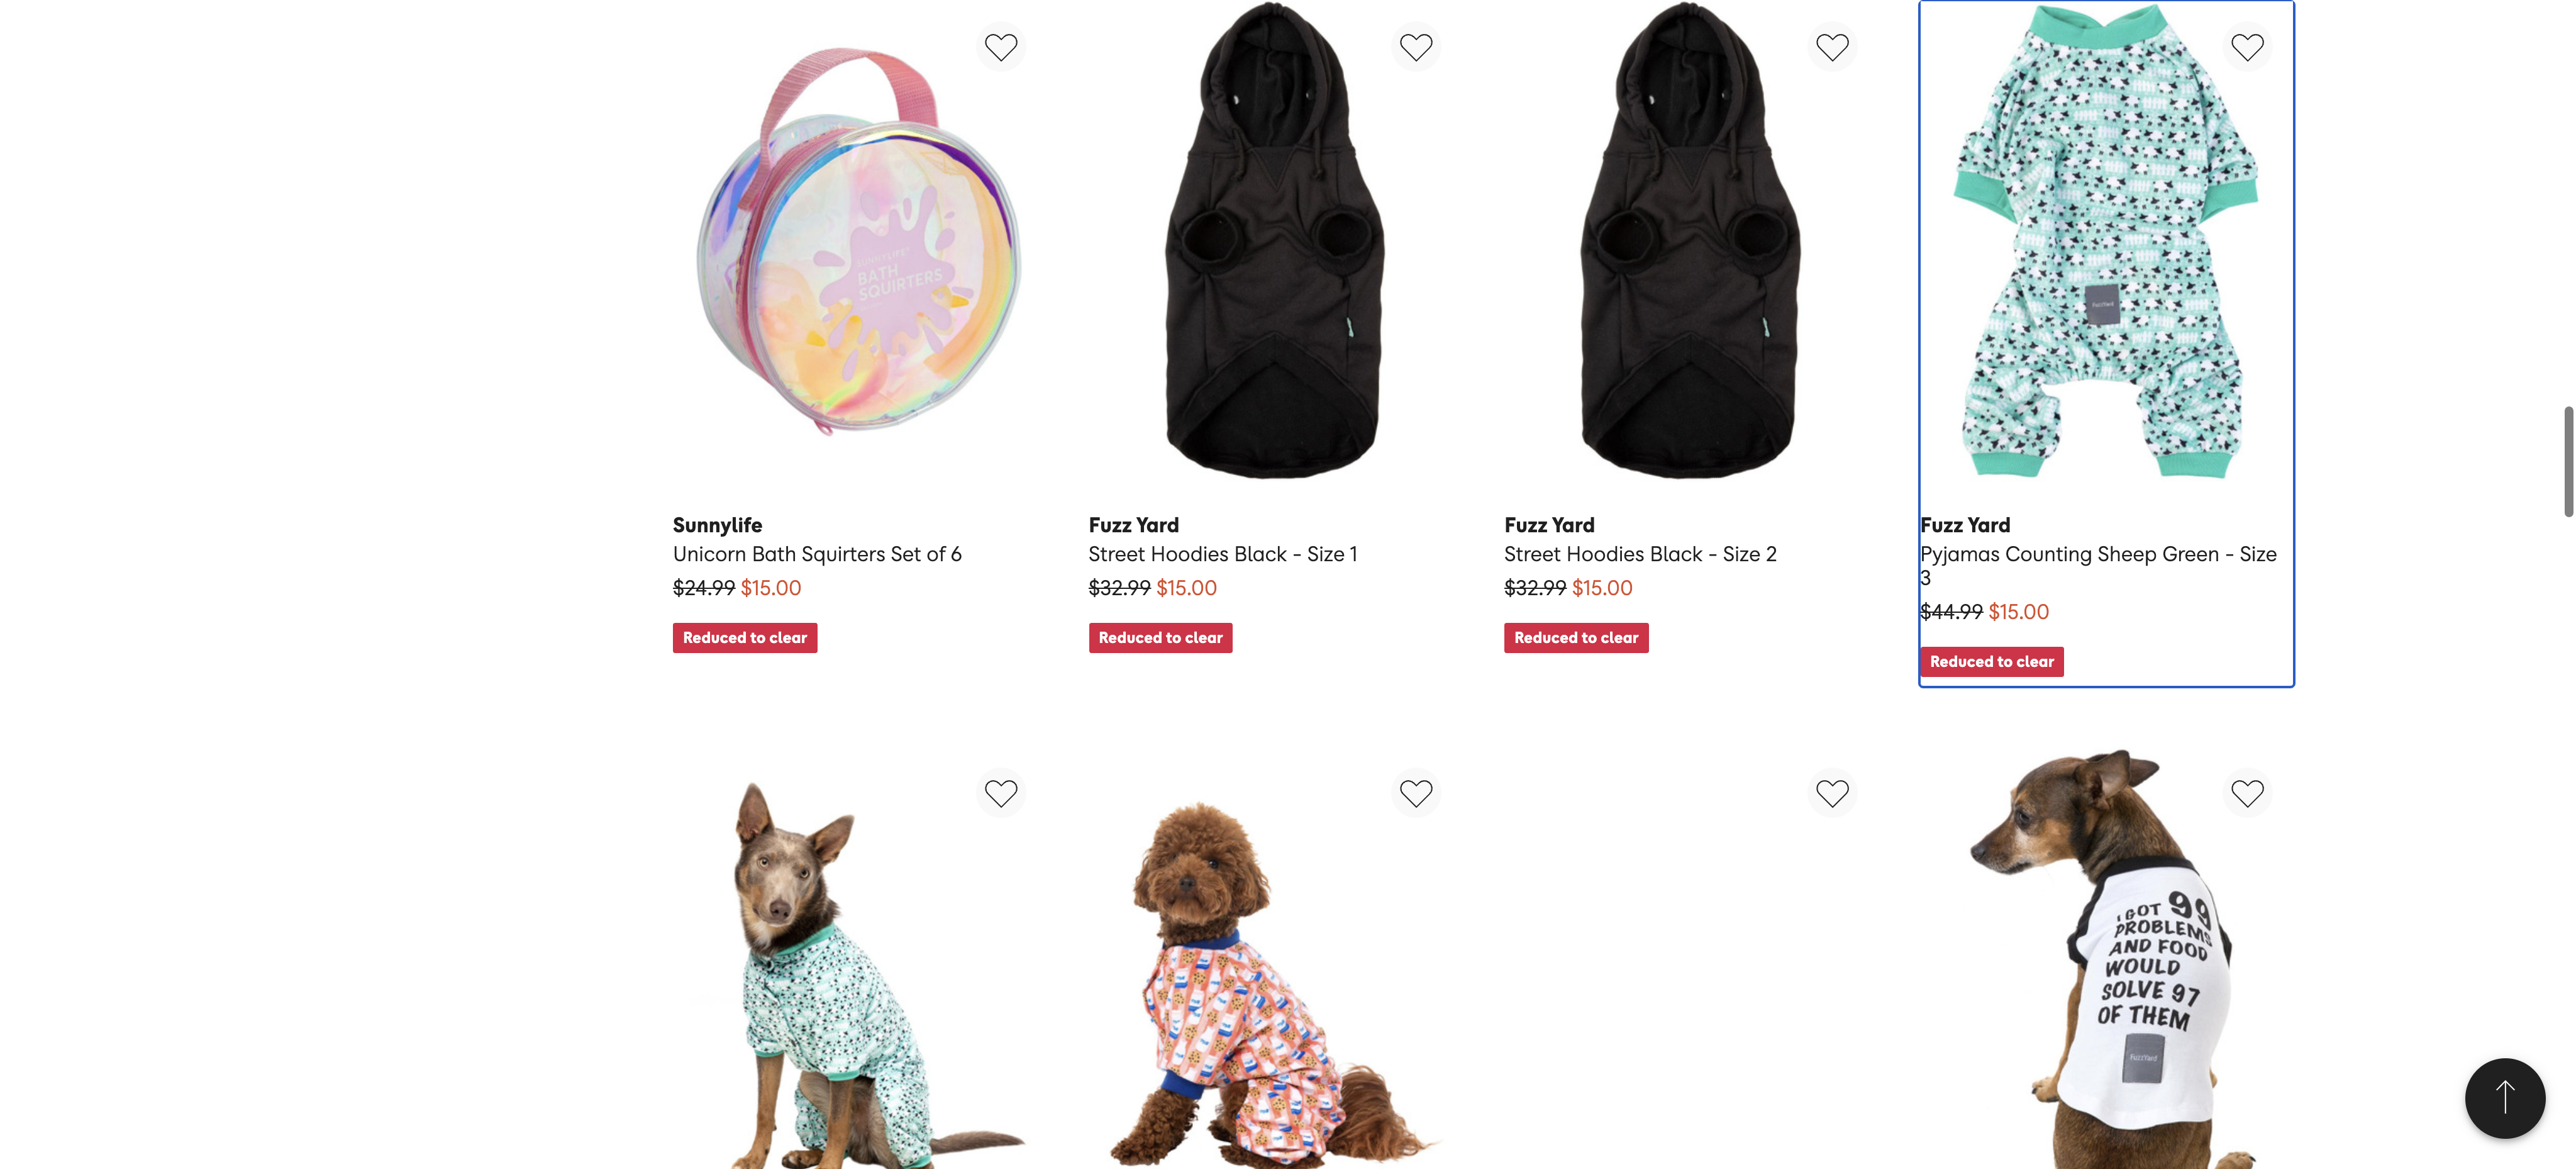 SUNNYLIFE
BATH
SQUIRTERS
FuzzYard
Sunnylife
Unicorn Bath Squirters Set of 6
$24.99 $15.00
Reduced to clear
Fuzz Yard
Street Hoodies Black - Size 1
$32.99 $15.00
Reduced to clear
Fuzz Yard
Street Hoodies Black - Size 2
$32.99 $15.00
Reduced to clear
Fuzz Yard
Pyjamas Counting Sheep Green - Size
3
$44.99 $15.00
Reduced to clear
I GOT 99
PROBLEMS
AND FOOD
WOULD
SOLVE 97
OF THEM
FuzzYard